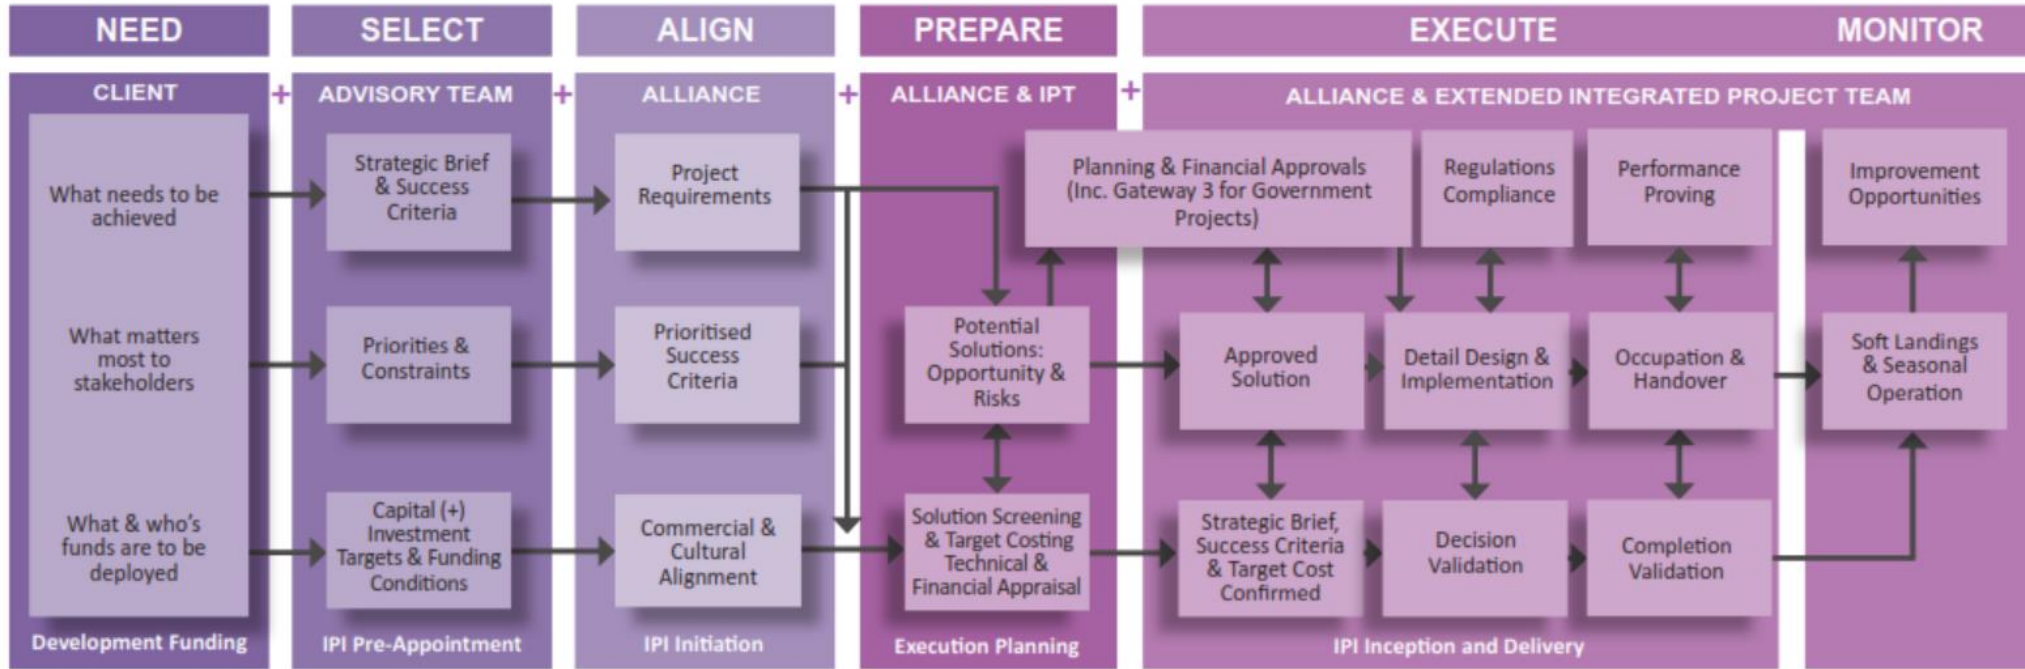 NEED
SELECT
ALIGN
PREPARE
EXECUTE
MONITOR
CLIENT
+
ADVISORY TEAM
+
ALLIANCE
+
ALLIANCE & IPT
+
ALLIANCE & EXTENDED INTEGRATED PROJECT TEAM
What needs to be
achieved
Strategic Brief
& Success
Criteria
Project
Requirements
Planning & Financial Approvals
(Inc. Gateway 3 for Government
Projects)
Regulations
Compliance
Performance
Proving
Improvement
Opportunities
What matters
most to
stakeholders
Priorities &
Constraints
Prioritised
Success
Criteria
Potential
Solutions:
Opportunity &
Risks
Approved
Solution
Detail Design &
Implementation
Occupation &
Handover
Soft Landings
& Seasonal
Operation
What & who's
funds are to be
deployed
Capital (+)
Investment
Targets & Funding
Conditions
Commercial &
Cultural
Alignment
Solution Screening
& Target Costing
Technical &
Financial Appraisal
Strategic Brief,
Success Criteria
& Target Cost
Confirmed
Decision
Validation
Completion
Validation
Development Funding
IPI Pre-Appointment
IPI Initiation
Execution Planning
IPI Inception and Delivery